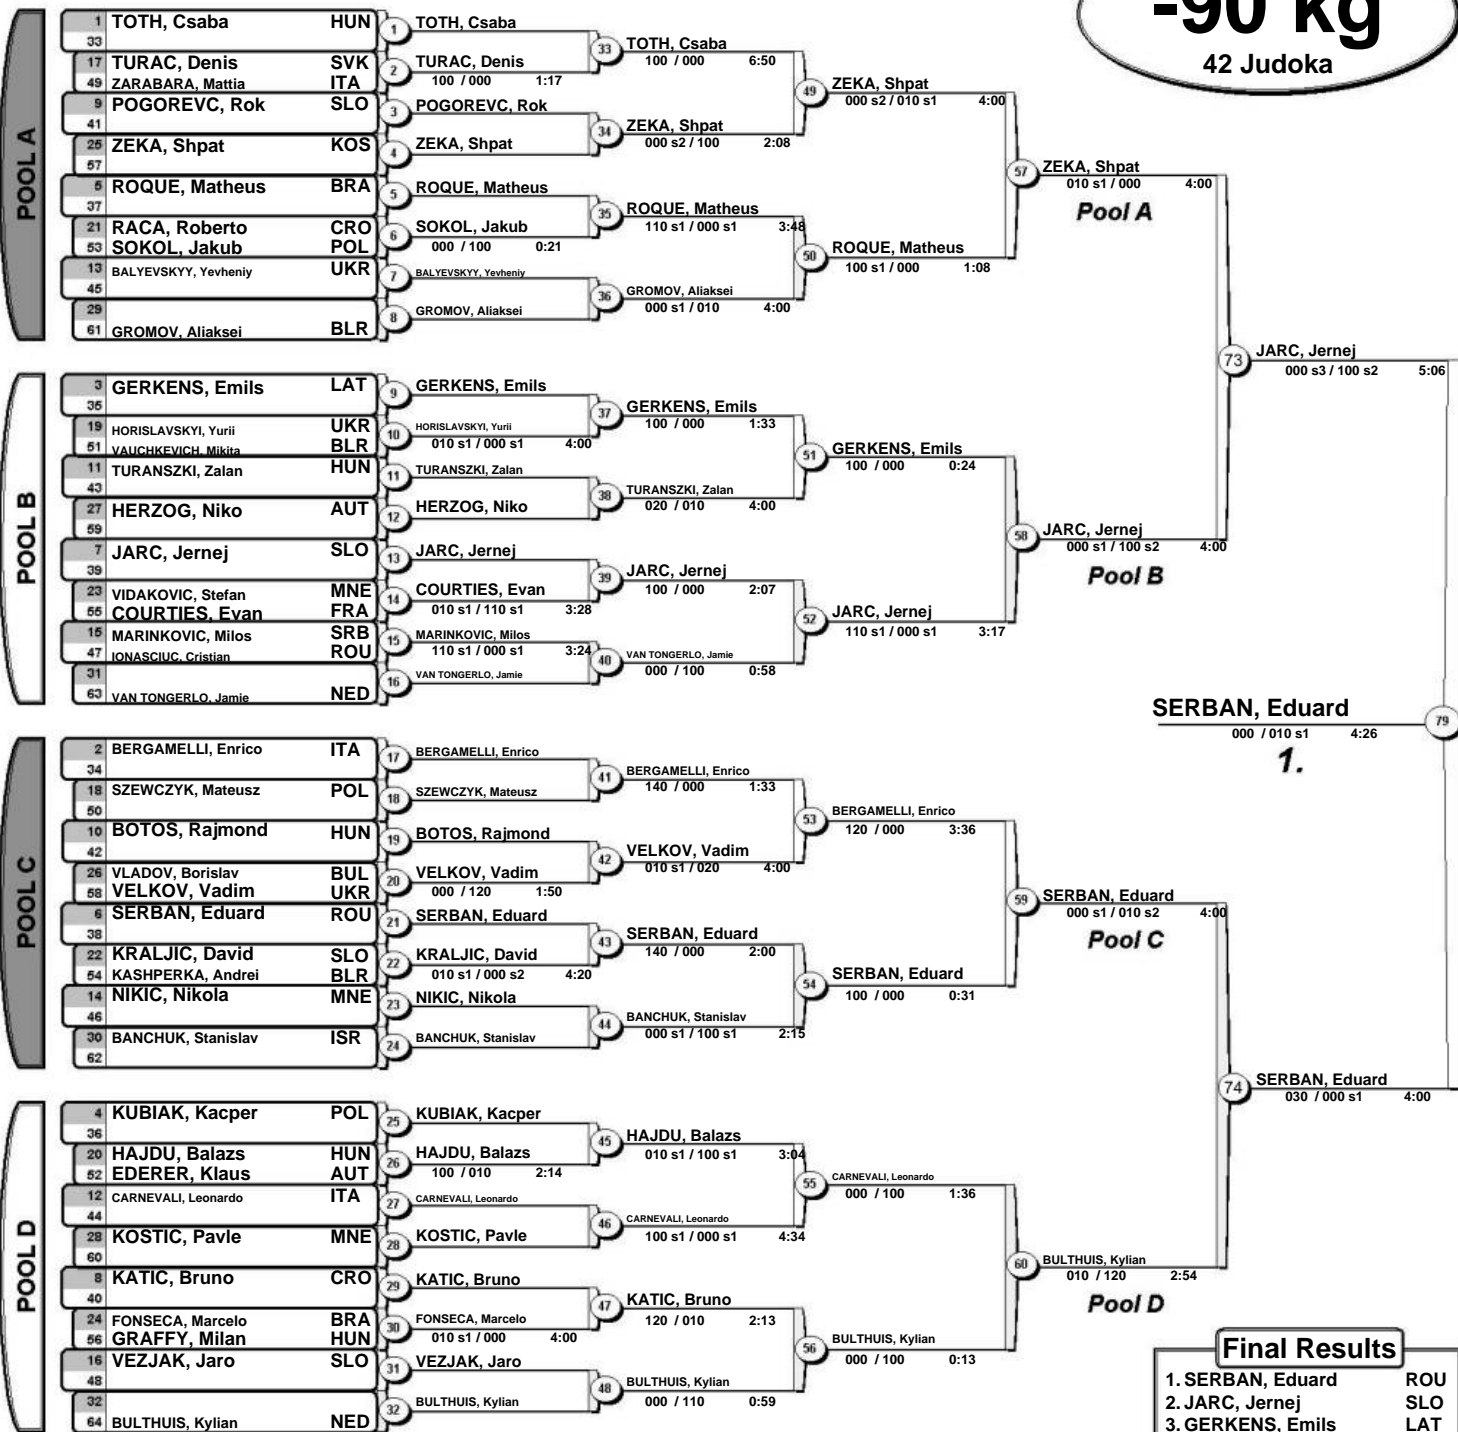 -90 kg
42 Judoka
POOL A
1 TOTH, Csaba HUN
33
17 TURAC, Denis SVK
49 ZARABARA, Mattia ITA
9 POGOREVC, Rok SLO
41
25 ZEKA, Shpat KOS
57
5 ROQUE, Matheus BRA
37
21 RACA, Roberto CRO
53 SOKOL, Jakub POL
13 BALYEVSKYY, Yevheniy UKR
45
29
61 GROMOV, Aliaksei BLR
1 TOTH, Csaba
2 TURAC, Denis
100 / 000 1:17
3 POGOREVC, Rok
4 ZEKA, Shpat
5 ROQUE, Matheus
6 SOKOL, Jakub
000 / 100 0:21
7 BALYEVSKYY, Yevheniy
8 GROMOV, Aliaksei
33 TOTH, Csaba
100 / 000 6:50
34 ZEKA, Shpat
000 s2 / 100 2:08
35 ROQUE, Matheus
110 s1 / 000 s1 3:48
36 GROMOV, Aliaksei
000 s1 / 010 4:00
49 ZEKA, Shpat
000 s2 / 010 s1 4:00
50 ROQUE, Matheus
100 s1 / 000 1:08
57 ZEKA, Shpat
010 s1 / 000 4:00
Pool A
POOL B
3 GERKENS, Emils LAT
35
19 HORISLAVSKYI, Yurii UKR
51 VAUCHKEVICH, Mikita BLR
11 TURANSZKI, Zalan HUN
43
27 HERZOG, Niko AUT
59
7 JARC, Jernej SLO
39
23 VIDAKOVIC, Stefan MNE
55 COURTIES, Evan FRA
15 MARINKOVIC, Milos SRB
47 IONASCIUC, Cristian ROU
31
63 VAN TONGERLO, Jamie NED
9 GERKENS, Emils
10 HORISLAVSKYI, Yurii
010 s1 / 000 s1 4:00
11 TURANSZKI, Zalan
12 HERZOG, Niko
13 JARC, Jernej
14 COURTIES, Evan
010 s1 / 110 s1 3:28
15 MARINKOVIC, Milos
110 s1 / 000 s1 3:24
16 VAN TONGERLO, Jamie
37 GERKENS, Emils
100 / 000 1:33
38 TURANSZKI, Zalan
020 / 010 4:00
39 JARC, Jernej
100 / 000 2:07
40 VAN TONGERLO, Jamie
000 / 100 0:58
51 GERKENS, Emils
100 / 000 0:24
52 JARC, Jernej
110 s1 / 000 s1 3:17
58 JARC, Jernej
000 s1 / 100 s2 4:00
Pool B
73 JARC, Jernej
000 s3 / 100 s2 5:06
SERBAN, Eduard 79
000 / 010 s1 4:26
1.
POOL C
2 BERGAMELLI, Enrico ITA
34
18 SZEWCZYK, Mateusz POL
50
10 BOTOS, Rajmond HUN
42
26 VLADOV, Borislav BUL
58 VELKOV, Vadim UKR
6 SERBAN, Eduard ROU
38
22 KRALJIC, David SLO
54 KASHPERKA, Andrei BLR
14 NIKIC, Nikola MNE
46
30 BANCHUK, Stanislav ISR
62
17 BERGAMELLI, Enrico
18 SZEWCZYK, Mateusz
19 BOTOS, Rajmond
20 VELKOV, Vadim
000 / 120 1:50
21 SERBAN, Eduard
22 KRALJIC, David
010 s1 / 000 s2 4:20
23 NIKIC, Nikola
24 BANCHUK, Stanislav
41 BERGAMELLI, Enrico
140 / 000 1:33
42 VELKOV, Vadim
010 s1 / 020 4:00
43 SERBAN, Eduard
140 / 000 2:00
44 BANCHUK, Stanislav
000 s1 / 100 s1 2:15
53 BERGAMELLI, Enrico
120 / 000 3:36
54 SERBAN, Eduard
100 / 000 0:31
59 SERBAN, Eduard
000 s1 / 010 s2 4:00
Pool C
74 SERBAN, Eduard
030 / 000 s1 4:00
POOL D
4 KUBIAK, Kacper POL
36
20 HAJDU, Balazs HUN
52 EDERER, Klaus AUT
12 CARNEVALI, Leonardo ITA
44
28 KOSTIC, Pavle MNE
60
8 KATIC, Bruno CRO
40
24 FONSECA, Marcelo BRA
56 GRAFFY, Milan HUN
16 VEZJAK, Jaro SLO
48
32
64 BULTHUIS, Kylian NED
25 KUBIAK, Kacper
26 HAJDU, Balazs
100 / 010 2:14
27 CARNEVALI, Leonardo
28 KOSTIC, Pavle
29 KATIC, Bruno
30 FONSECA, Marcelo
010 s1 / 000 4:00
31 VEZJAK, Jaro
32 BULTHUIS, Kylian
45 HAJDU, Balazs
010 s1 / 100 s1 3:04
46 CARNEVALI, Leonardo
100 s1 / 000 s1 4:34
47 KATIC, Bruno
120 / 010 2:13
48 BULTHUIS, Kylian
000 / 110 0:59
55 CARNEVALI, Leonardo
000 / 100 1:36
56 BULTHUIS, Kylian
000 / 100 0:13
60 BULTHUIS, Kylian
010 / 120 2:54
Pool D
Final Results
1. SERBAN, Eduard ROU
2. JARC, Jernej SLO
3. GERKENS, Emils LAT